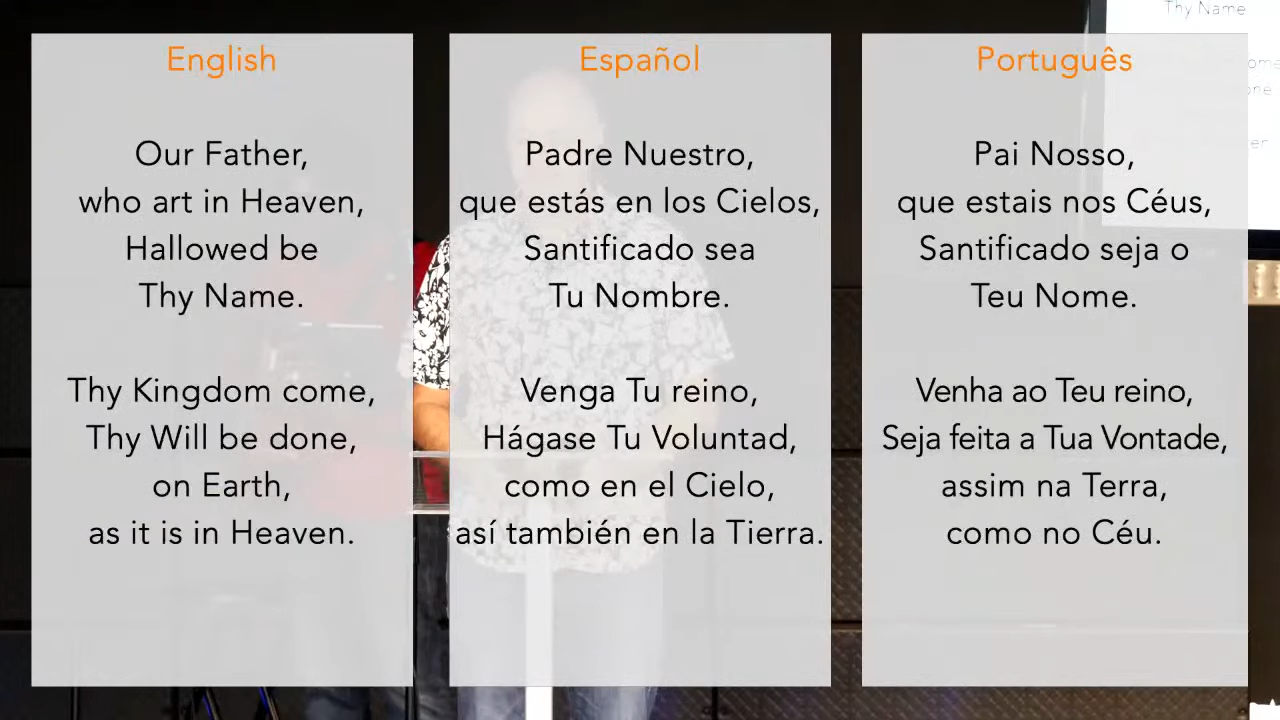 English
Our Father,
who art in Heaven,
Hallowed be
Thy Name.
Thy Kingdom come,
Thy Will be done,
on Earth,
as it is in Heaven.
Español
Padre Nuestro,
que estás en los Cielos,
Santificado sea
Tu Nombre.
Venga Tu reino,
Hágase Tu Voluntad,
como en el Cielo,
así también en la Tierra.
Português
Pai Nosso,
que estais nos Céus,
Santificado seja o
Teu Nome.
Venha ao Teu reino,
Seja feita a Tua Vontade,
assim na Terra,
como no Céu.
Thy Name